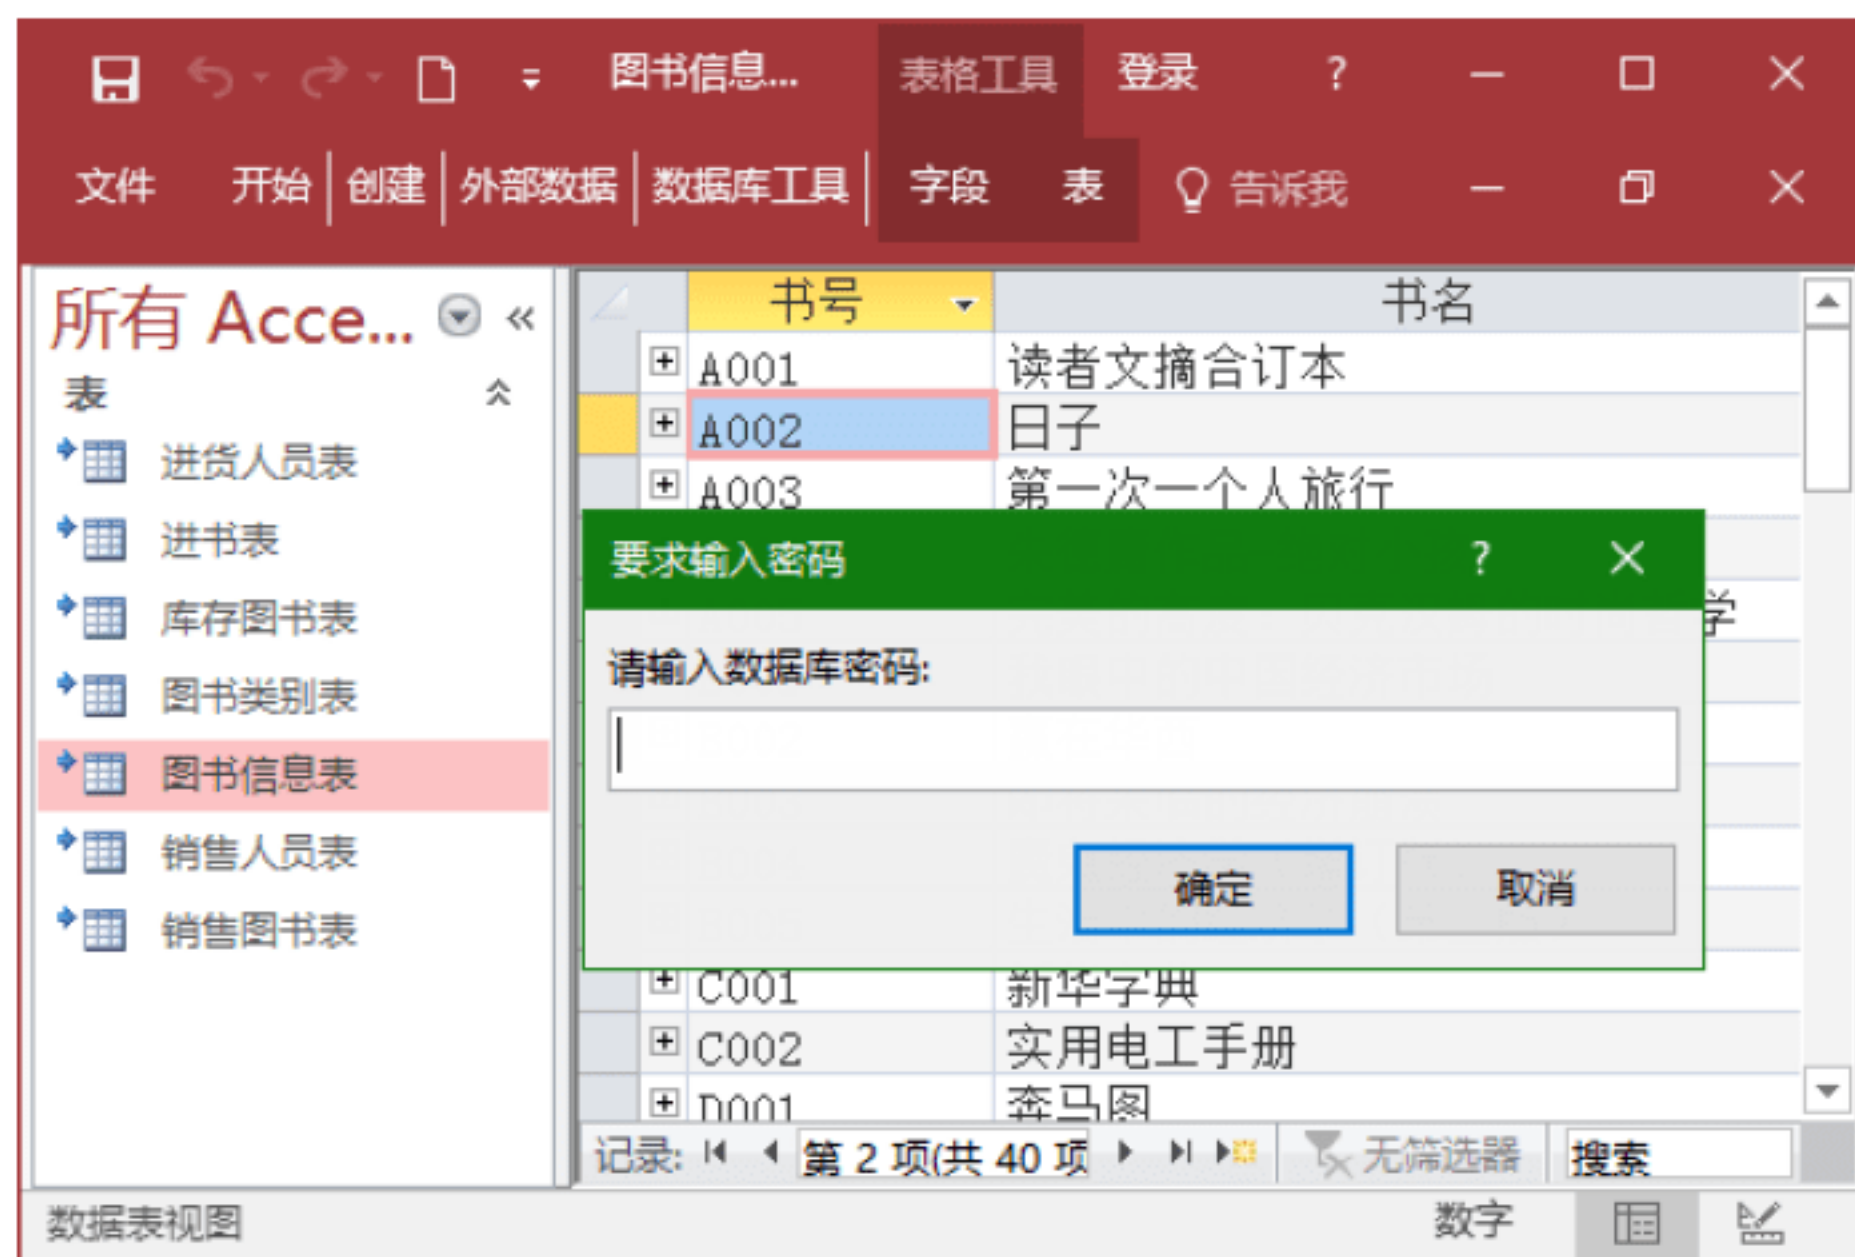 图书信息... 表格工具 登录 ?
文件 开始 创建 外部数据 数据库工具 字段 表 告诉我
所有 Acce... «
表
进货人员表
进书表
库存图书表
图书类别表
图书信息表
销售人员表
销售图书表
书号 书名
A001 读者文摘合订本
A002 日子
A003 第一次一个人旅行
学
要求输入密码 ?
请输入数据库密码:
确定 取消
C001 新华字典
C002 实用电工手册
D001 奔马图
记录: 第 2 项(共 40 项 无筛选器 搜索
数据表视图 数字